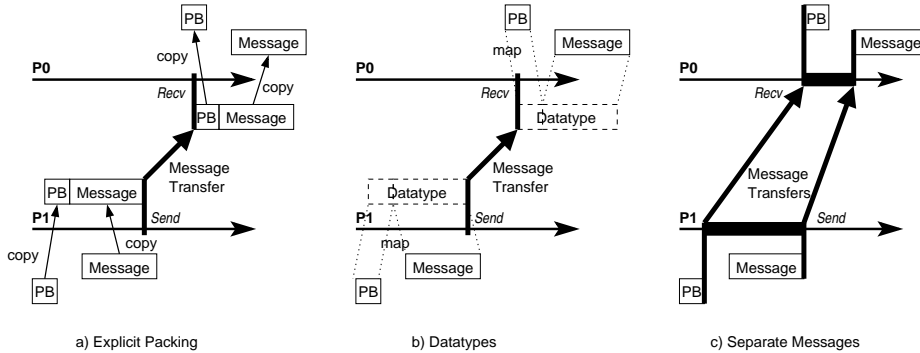 PB
Message
copy
P0
copy
Recv
PB Message
Message
Transfer
PB Message
P1
Send
copy
copy
Message
PB
a) Explicit Packing
PB
Message
map
P0
Recv
Datatype
Message
Transfer
Datatype
P1
Send
map
Message
PB
b) Datatypes
PB
Message
P0
Recv
Message
Transfers
P1
Send
Message
PB
c) Separate Messages